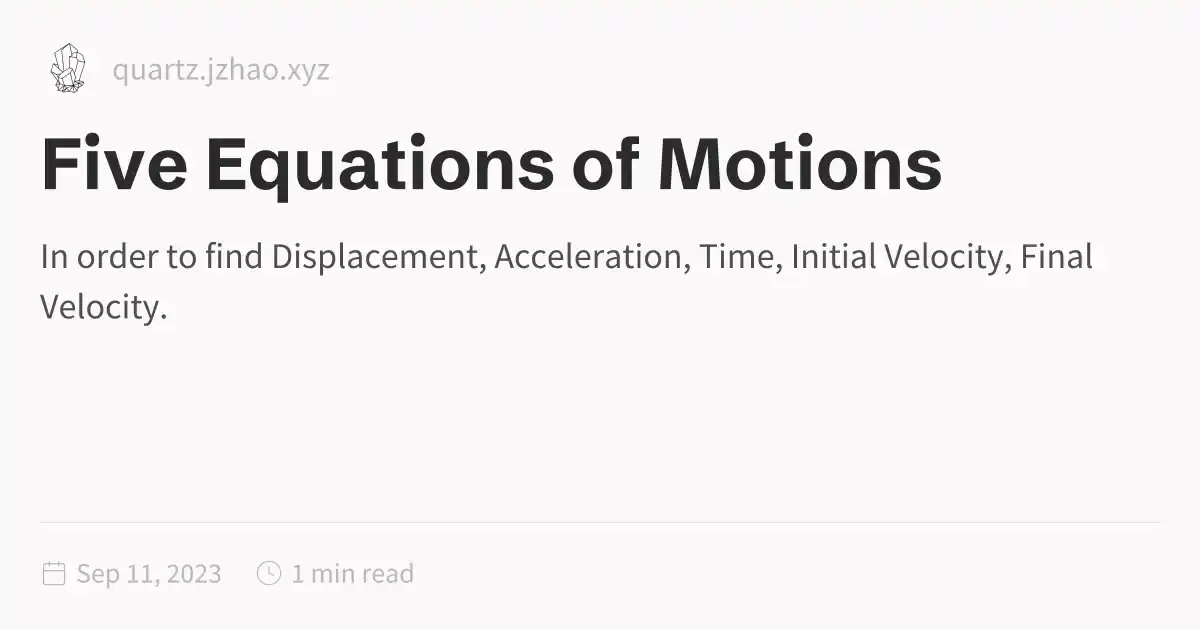 quartz.jzhao.xyz
Five Equations of Motions
In order to find Displacement, Acceleration, Time, Initial Velocity, Final
Velocity.
Sep 11, 2023 1 min read